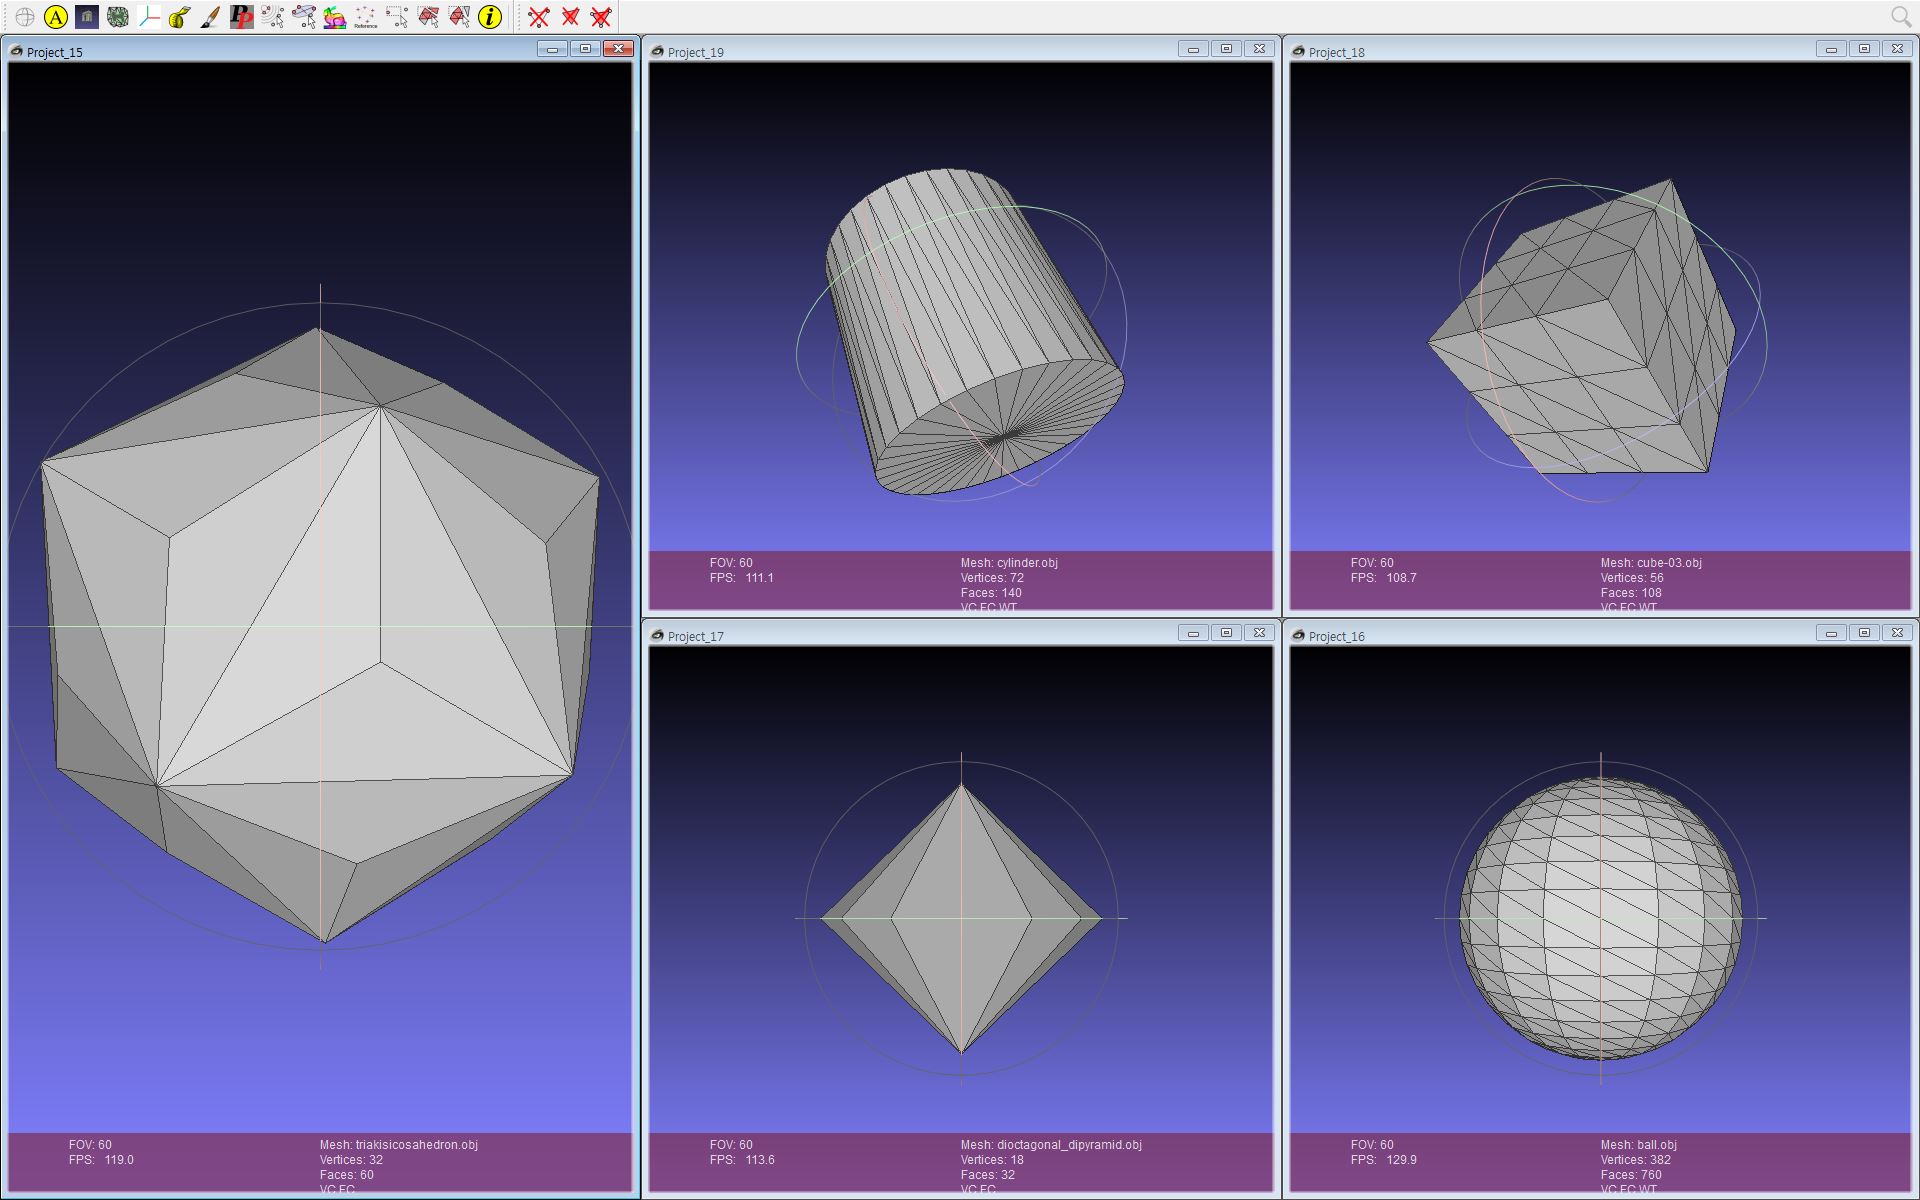 A
PP
Reference
i
Project_15
FOV: 60
FPS: 119.0
Mesh: triakisicosahedron.obj
Vertices: 32
Faces: 60
VC FC
Project_19
FOV: 60
FPS: 111.1
Mesh: cylinder.obj
Vertices: 72
Faces: 140
VC FC WT
Project_18
FOV: 60
FPS: 108.7
Mesh: cube-03.obj
Vertices: 56
Faces: 108
VC FC WT
Project_17
FOV: 60
FPS: 113.6
Mesh: dioctagonal_dipyramid.obj
Vertices: 18
Faces: 32
VC FC
Project_16
FOV: 60
FPS: 129.9
Mesh: ball.obj
Vertices: 382
Faces: 760
VC FC WT